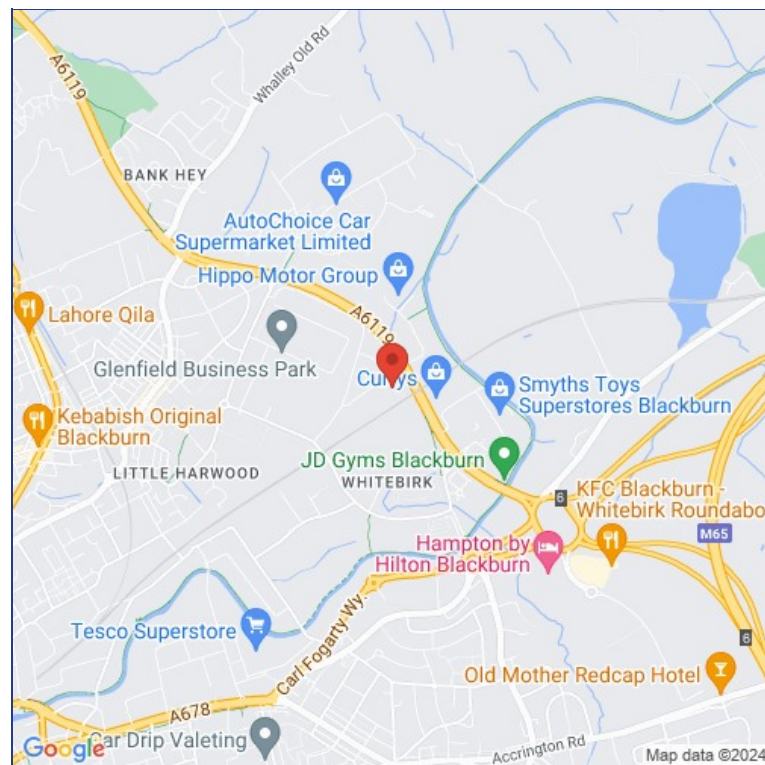 A6119
Whalley Old Rd
BANK HEY
AutoChoice Car
Supermarket Limited
Hippo Motor Group
A6119
Lahore Qila
Glenfield Business Park
Currys
Smyths Toys
Superstores Blackburn
Kebabish Original
Blackburn
LITTLE HARWOOD
JD Gyms Blackburn
WHITEBIRK
6
KFC Blackburn -
Whitebirk Roundabo
M65
Hampton by
Hilton Blackburn
Tesco Superstore
Carl Fogarty Wy.
6
Old Mother Redcap Hotel
A678
Car Drip Valeting
Accrington Rd
Google
Map data ©2024